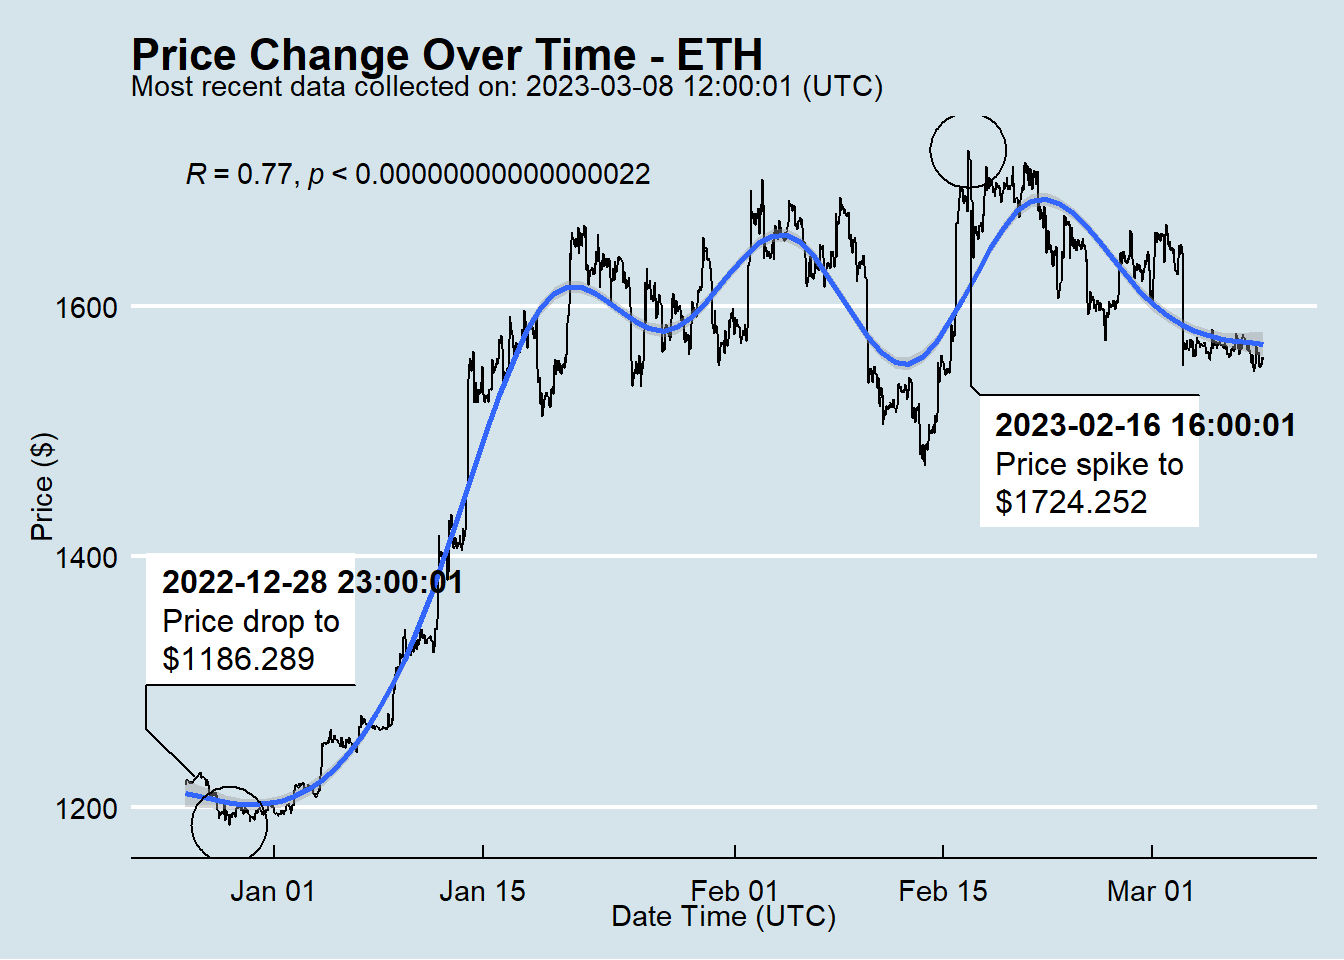 Price Change Over Time - ETH
Most recent data collected on: 2023-03-08 12:00:01 (UTC)
R = 0.77, p < 0.00000000000000022
1600
2023-02-16 16:00:01
Price spike to
$1724.252
Price ($)
1400
2022-12-28 23:00:01
Price drop to
$1186.289
1200
Jan 01 Jan 15 Feb 01 Feb 15 Mar 01
Date Time (UTC)